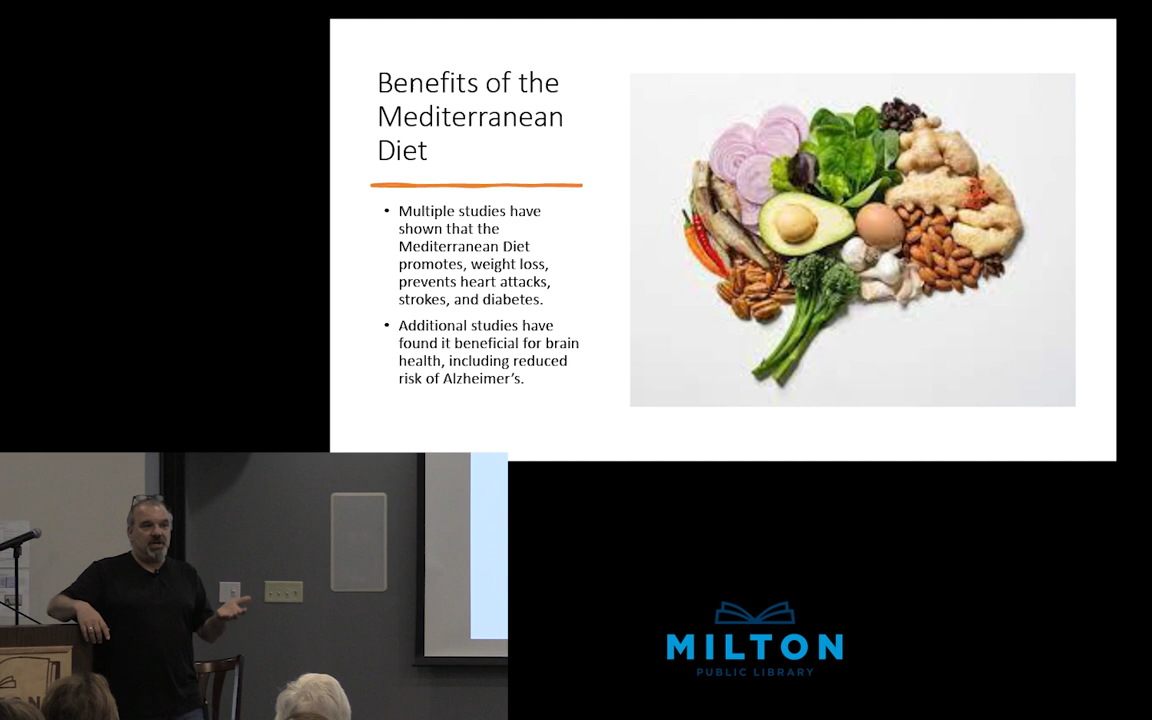 Benefits of the
Mediterranean
Diet
• Multiple studies have
shown that the
Mediterranean Diet
promotes, weight loss,
prevents heart attacks,
strokes, and diabetes.
• Additional studies have
found it beneficial for brain
health, including reduced
risk of Alzheimer's.
MILTON
PUBLIC LIBRARY